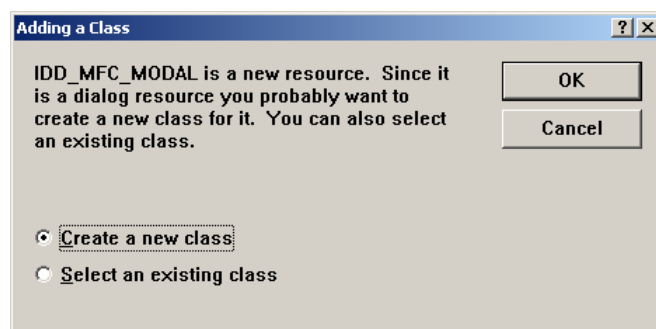 Adding a Class
IDD_MFC_MODAL is a new resource. Since it
is a dialog resource you probably want to
create a new class for it. You can also select
an existing class.
OK
Cancel
Create a new class
Select an existing class